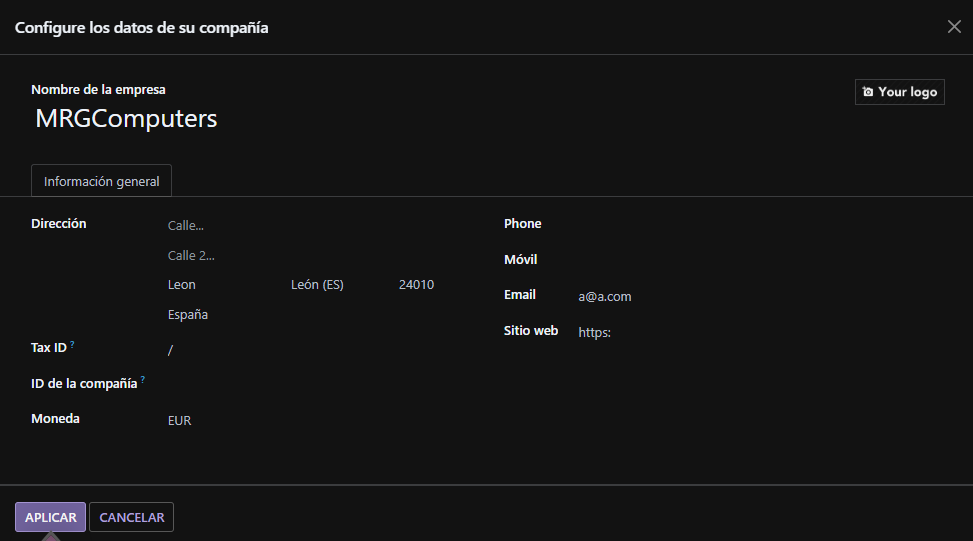 Configure los datos de su compañía
Nombre de la empresa
Your logo
MRGComputers
Información general
Dirección
Calle...
Calle 2...
Leon León (ES) 24010
España
Tax ID ?
/
ID de la compañía ?
Moneda
EUR
Phone
Móvil
Email
a@a.com
Sitio web
https:
APLICAR
CANCELAR